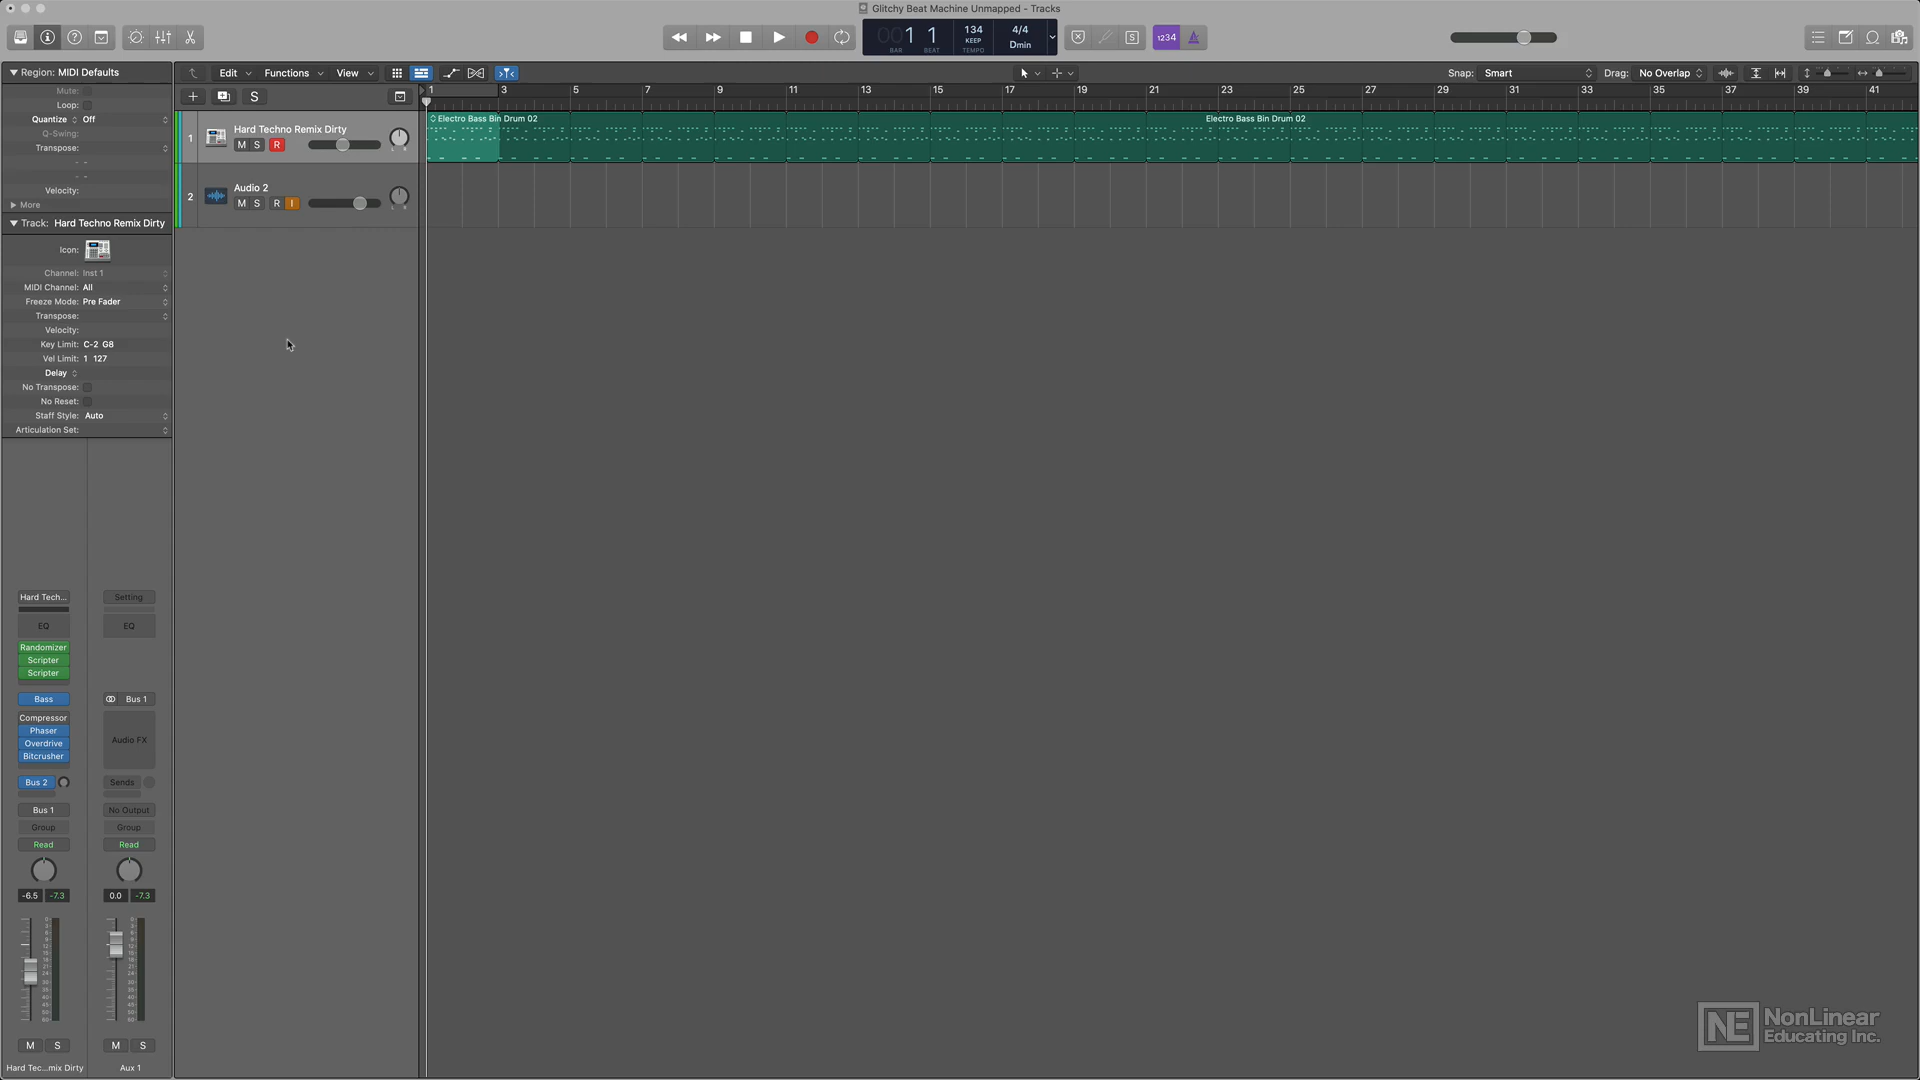 Glitchy Beat Machine Unmapped - Tracks
001 1
BAR BEAT
134
KEEP
TEMPO
4/4
Dmin
S
1234
Region: MIDI Defaults
Edit
Functions
View
Snap: Smart
Drag: No Overlap
Mute:
Loop:
Quantize Off
Q-Swing:
Transpose:
- -
- -
Velocity:
More
S
1 3 5 7 9 11 13 15 17 19 21 23 25 27 29 31 33 35 37 39 41
1
Hard Techno Remix Dirty
M S R
L R
Electro Bass Bin Drum 02
Electro Bass Bin Drum 02
2
Audio 2
M S R I
L R
Track: Hard Techno Remix Dirty
Icon:
Channel: Inst 1
MIDI Channel: All
Freeze Mode: Pre Fader
Transpose:
Velocity:
Key Limit: C-2 G8
Vel Limit: 1 127
Delay
No Transpose:
No Reset:
Staff Style: Auto
Articulation Set:
Hard Tech... Setting
EQ EQ
Randomizer
Scripter
Scripter
Bass Bus 1
Compressor
Phaser
Overdrive
Bitcrusher
Audio FX
Bus 2 Sends
Bus 1 No Output
Group Group
Read Read
-6.5 -7.3 0.0 -7.3
M S M S
Hard Tec...mix Dirty Aux 1
NE NonLinear
Educating Inc.